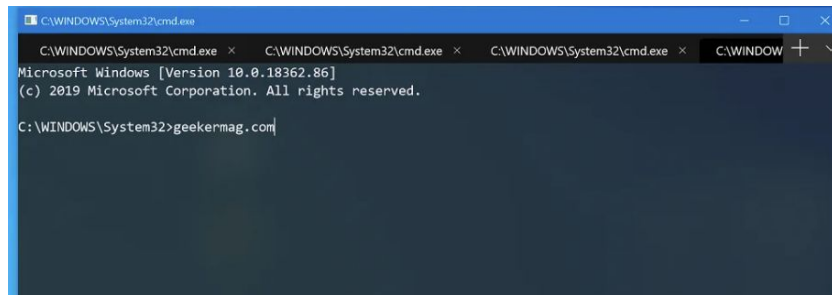 C:\WINDOWS\System32\cmd.exe
C:\WINDOWS\System32\cmd.exe C:\WINDOWS\System32\cmd.exe C:\WINDOWS\System32\cmd.exe C:\WINDOW
Microsoft Windows [Version 10.0.18362.86]
(c) 2019 Microsoft Corporation. All rights reserved.
C:\WINDOWS\System32>geekermag.com